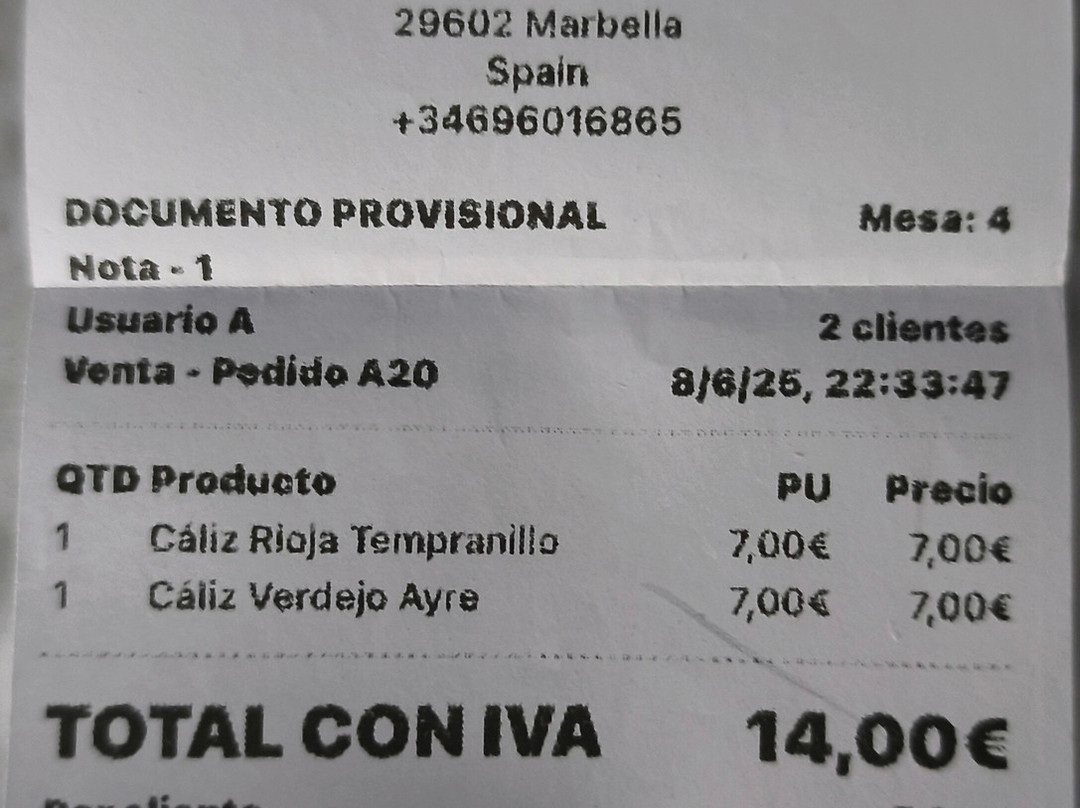 29602 Marbella
Spain
+34696016865
DOCUMENTO PROVISIONAL Mesa: 4
Nota - 1
Usuario A 2 clientes
Venta - Pedido A20 8/6/25, 22:33:47
QTD Producto PU Precio
1 Cáliz Rioja Tempranillo 7,00€ 7,00€
1 Cáliz Verdejo Ayre 7,00€ 7,00€
TOTAL CON IVA 14,00€
Por cliente